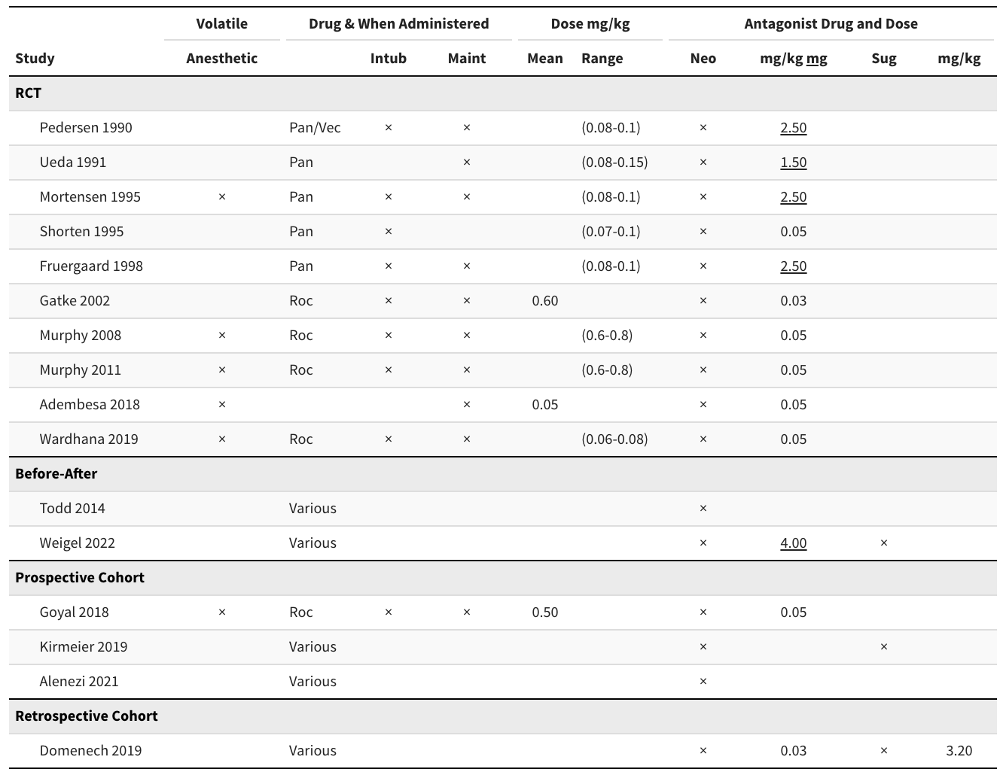 Volatile Drug & When Administered Dose mg/kg Antagonist Drug and Dose
Study Anesthetic Intub Maint Mean Range Neo mg/kg mg Sug mg/kg
RCT
Pedersen 1990 Pan/Vec × × (0.08-0.1) × 2.50
Ueda 1991 Pan × (0.08-0.15) × 1.50
Mortensen 1995 × Pan × × (0.08-0.1) × 2.50
Shorten 1995 Pan × (0.07-0.1) × 0.05
Fruergaard 1998 Pan × × (0.08-0.1) × 2.50
Gatke 2002 Roc × × 0.60 × 0.03
Murphy 2008 × Roc × × (0.6-0.8) × 0.05
Murphy 2011 × Roc × × (0.6-0.8) × 0.05
Adembesa 2018 × × 0.05 × 0.05
Wardhana 2019 × Roc × × (0.06-0.08) × 0.05
Before-After
Todd 2014 Various ×
Weigel 2022 Various × 4.00 ×
Prospective Cohort
Goyal 2018 × Roc × × 0.50 × 0.05
Kirmeier 2019 Various × ×
Alenezi 2021 Various ×
Retrospective Cohort
Domenech 2019 Various × 0.03 × 3.20